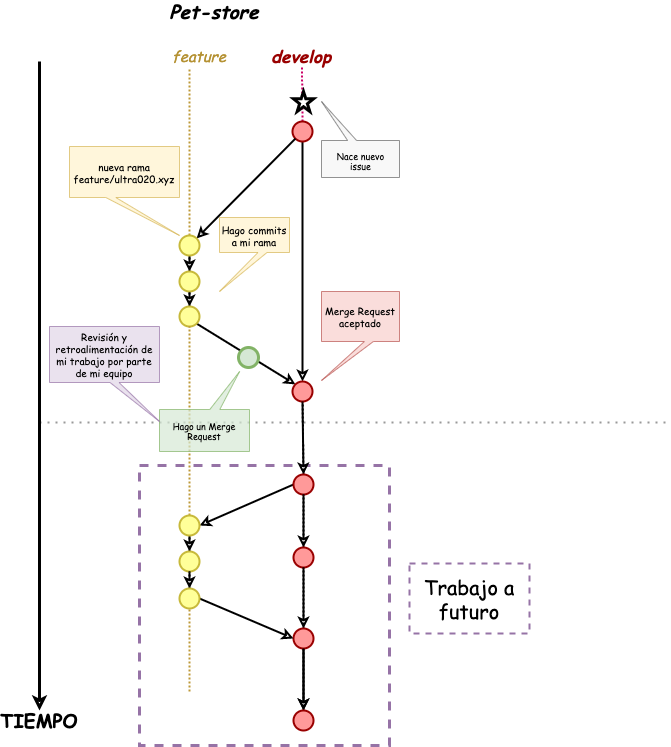 Pet-store
feature
develop
Nace nuevo
issue
nueva rama
feature/ultra020.xyz
Hago commits
a mi rama
Merge Request
aceptado
Revisión y
retroalimentación de
mi trabajo por parte
de mi equipo
Hago un Merge
Request
Trabajo a
futuro
TIEMPO